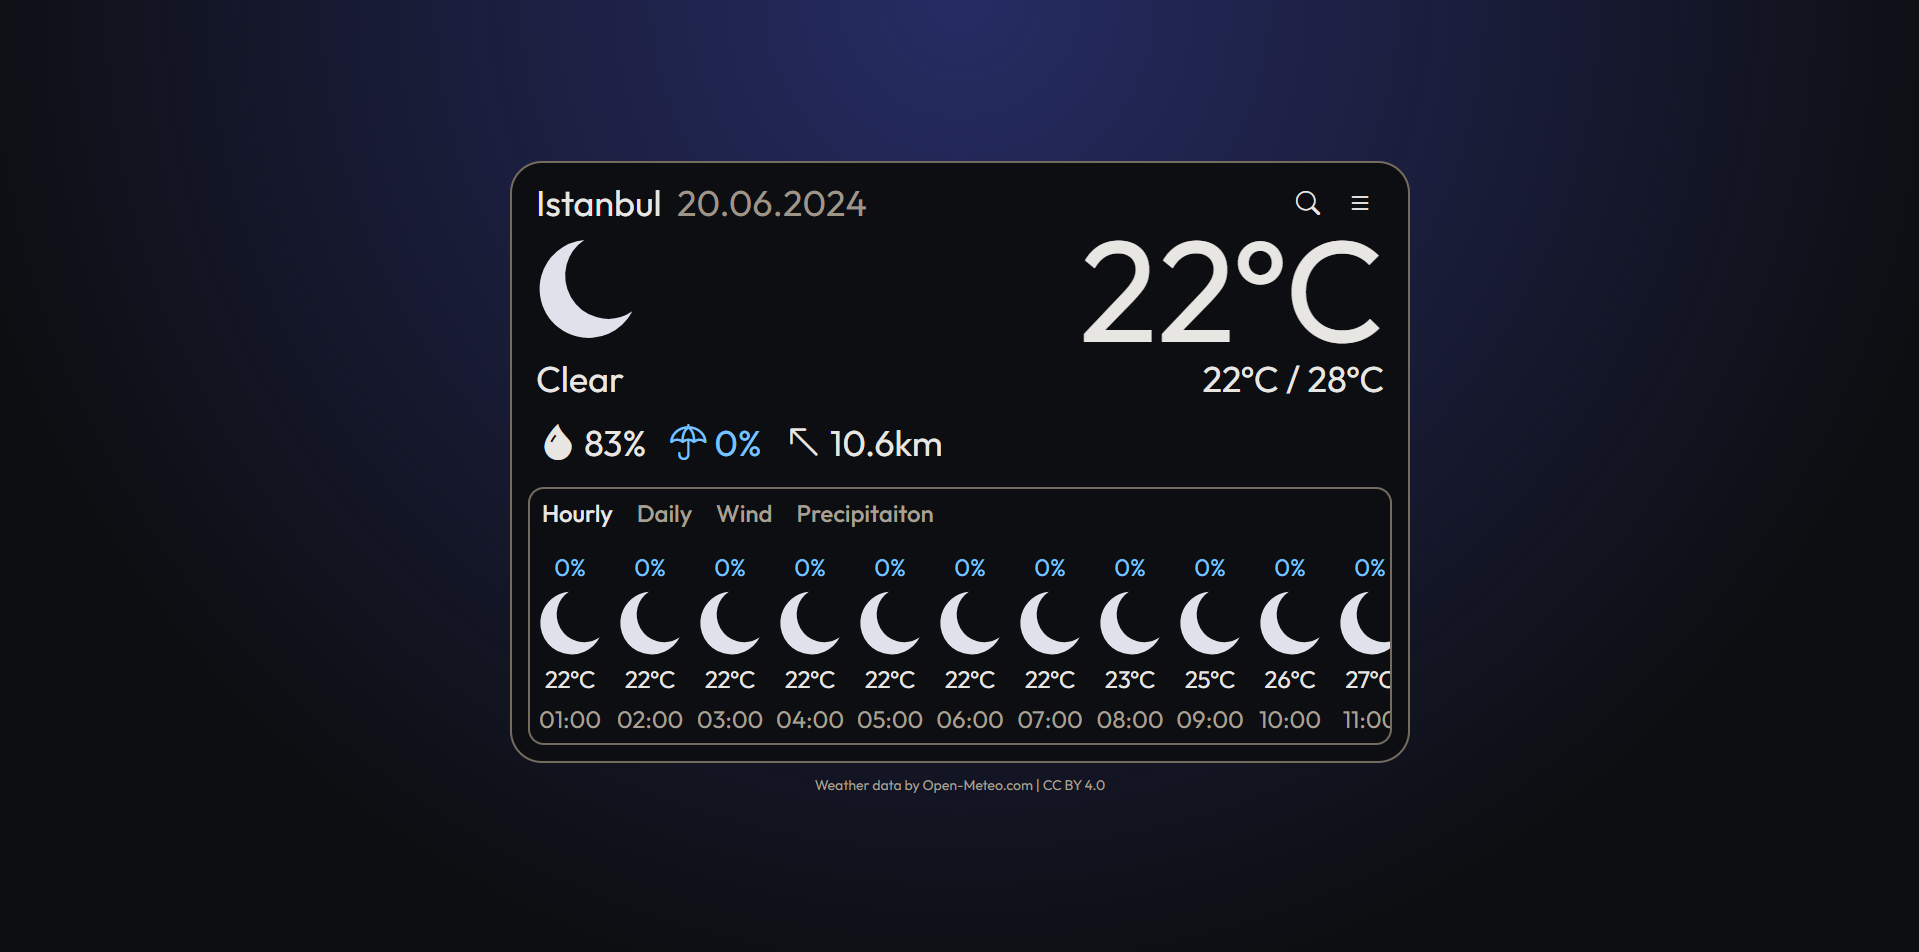 Istanbul 20.06.2024
22°C
Clear
22°C / 28°C
83% 0% 10.6km
Hourly Daily Wind Precipitaiton
0% 0% 0% 0% 0% 0% 0% 0% 0% 0% 0%
22°C 22°C 22°C 22°C 22°C 22°C 22°C 23°C 25°C 26°C 27°C
01:00 02:00 03:00 04:00 05:00 06:00 07:00 08:00 09:00 10:00 11:00
Weather data by Open-Meteo.com | CC BY 4.0